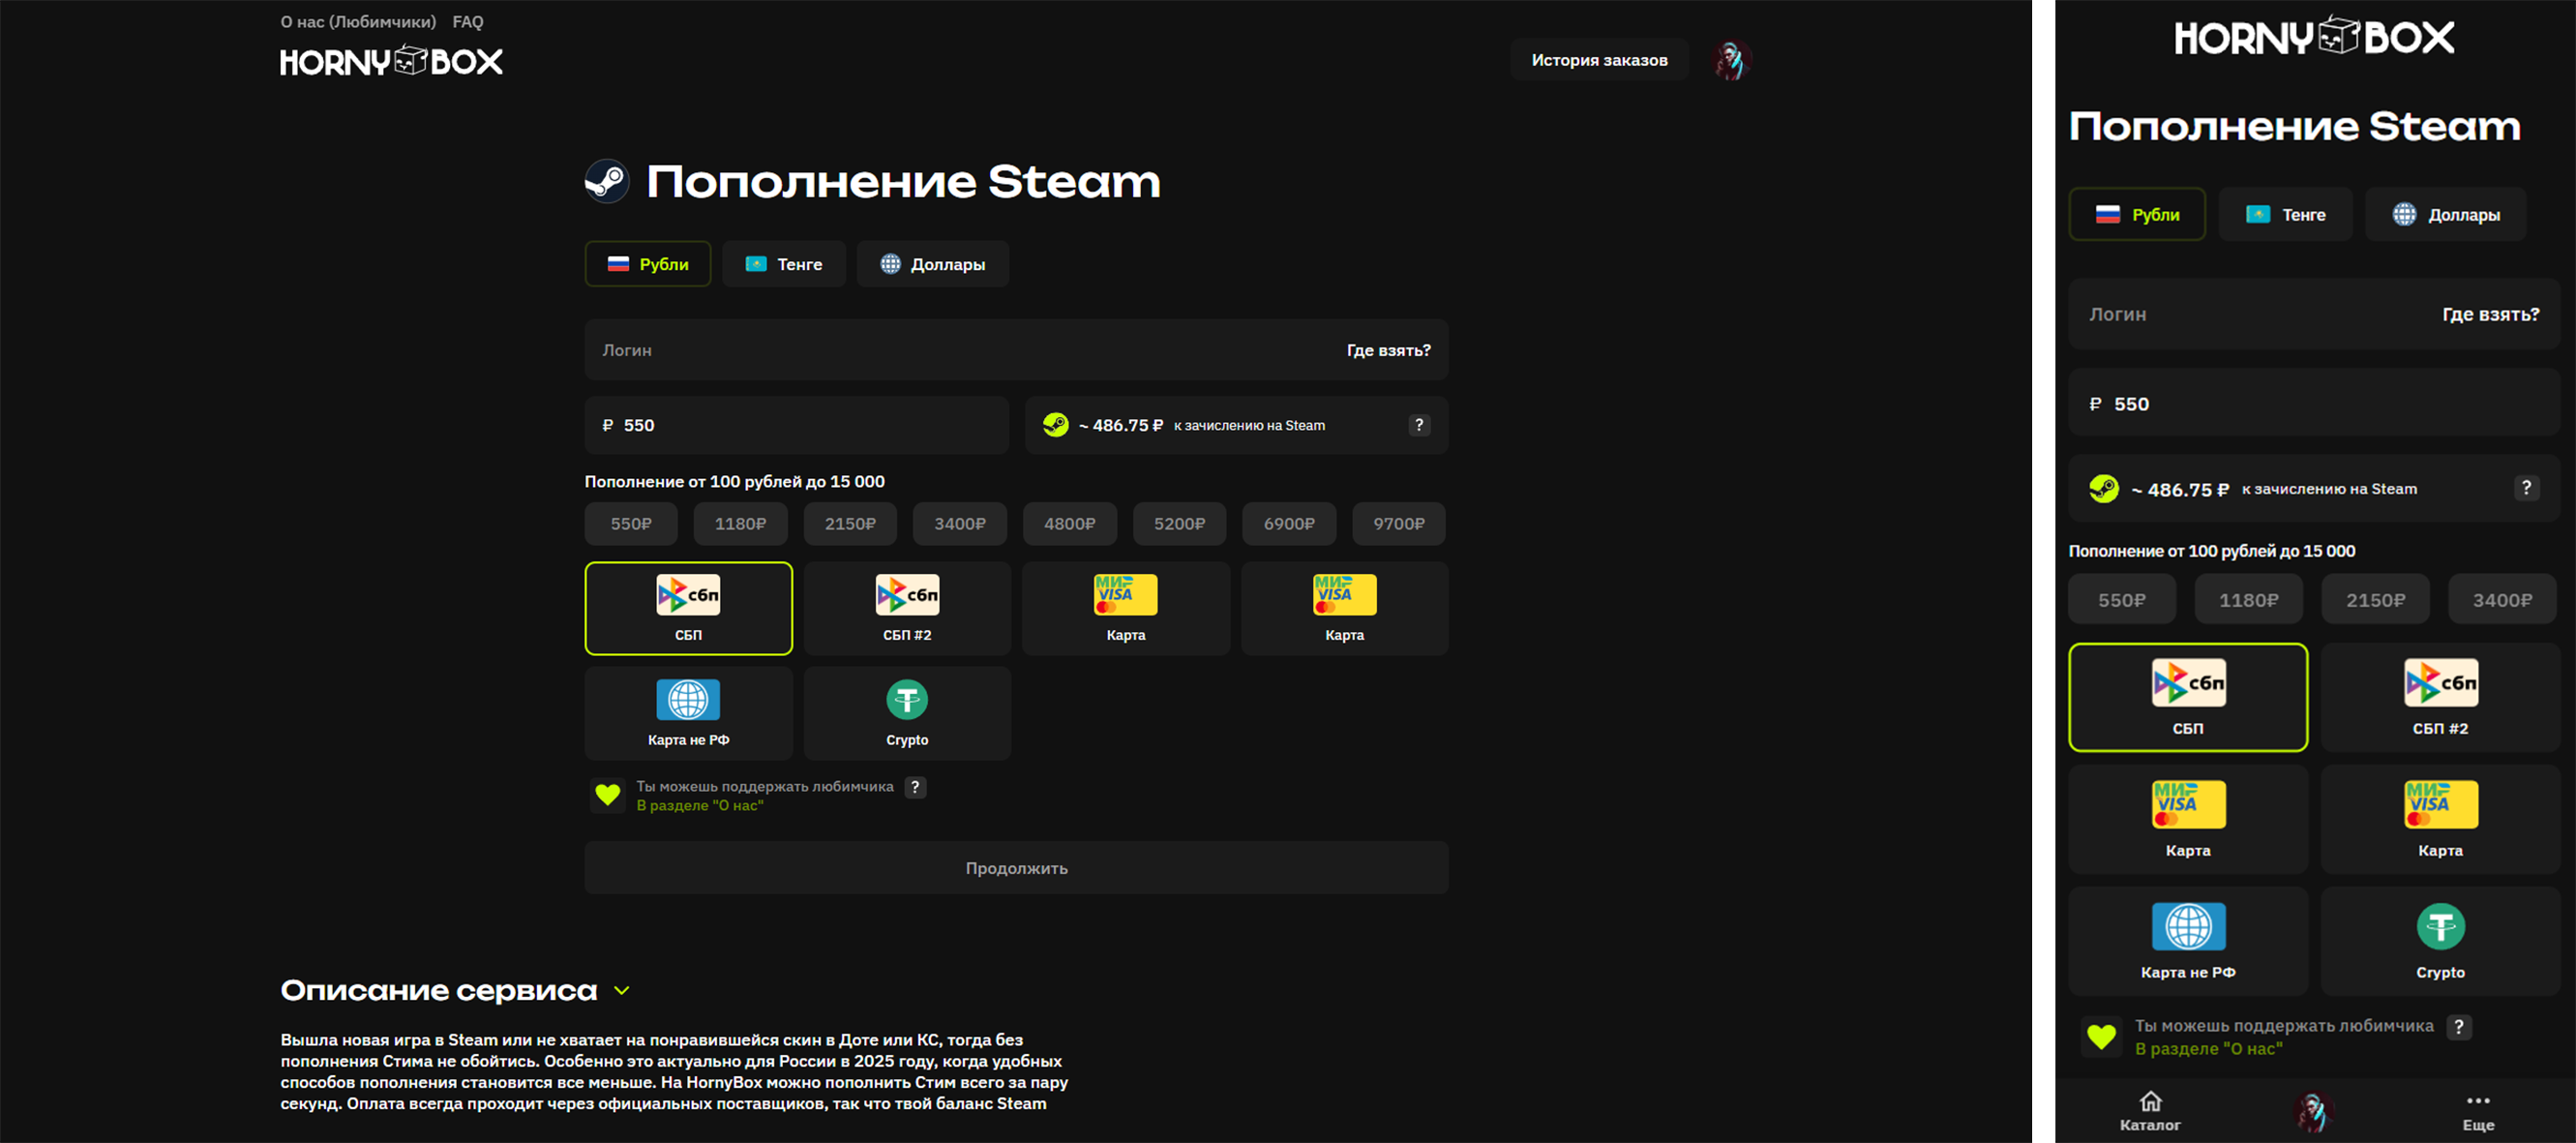 О нас (Любимчики) FAQ
HORNY BOX
История заказов
Пополнение Steam
Рубли Тенге Доллары
Логин Где взять?
₽ 550 ~ 486.75 ₽ к зачислению на Steam ?
Пополнение от 100 рублей до 15 000
550₽ 1180₽ 2150₽ 3400₽ 4800₽ 5200₽ 6900₽ 9700₽
сбп сбп МИР VISA МИР VISA
СБП СБП #2 Карта Карта
Карта не РФ Crypto
Ты можешь поддержать любимчика ?
В разделе "О нас"
Продолжить
Описание сервиса
Вышла новая игра в Steam или не хватает на понравившейся скин в Доте или КС, тогда без
пополнения Стима не обойтись. Особенно это актуально для России в 2025 году, когда удобных
способов пополнения становится все меньше. На HornyBox можно пополнить Стим всего за пару
секунд. Оплата всегда проходит через официальных поставщиков, так что твой баланс Steam
HORNY BOX
Пополнение Steam
Рубли Тенге Доллары
Логин Где взять?
₽ 550
~ 486.75 ₽ к зачислению на Steam ?
Пополнение от 100 рублей до 15 000
550₽ 1180₽ 2150₽ 3400₽
сбп сбп
СБП СБП #2
МИР VISA МИР VISA
Карта Карта
Карта не РФ Crypto
Ты можешь поддержать любимчика ?
В разделе "О нас"
Каталог Еще